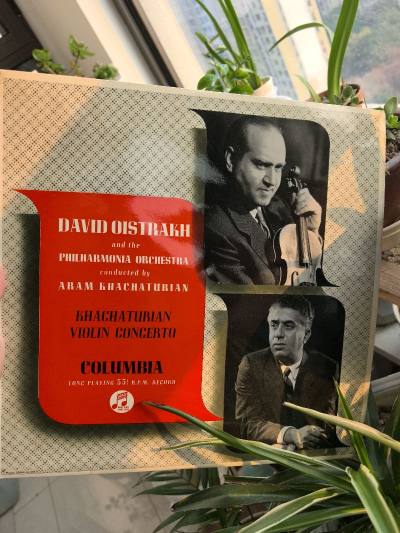 DAVID OISTRAKH
and the
PHILHARMONIA ORCHESTRA
conducted by
ARAM KHACHATURIAN
KHACHATURIAN
VIOLIN CONCERTO
COLUMBIA
LONG PLAYING 33⅓ R.P.M. RECORD